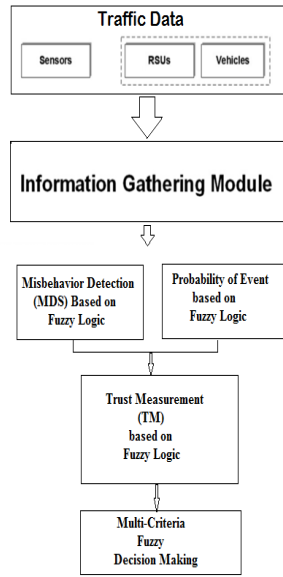 Traffic Data
Sensors
RSUs
Vehicles
Information Gathering Module
Misbehavior Detection
(MDS) Based on
Fuzzy Logic
Probability of Event
based on
Fuzzy Logic
Trust Measurement
(TM)
based on
Fuzzy Logic
Multi-Criteria
Fuzzy
Decision Making